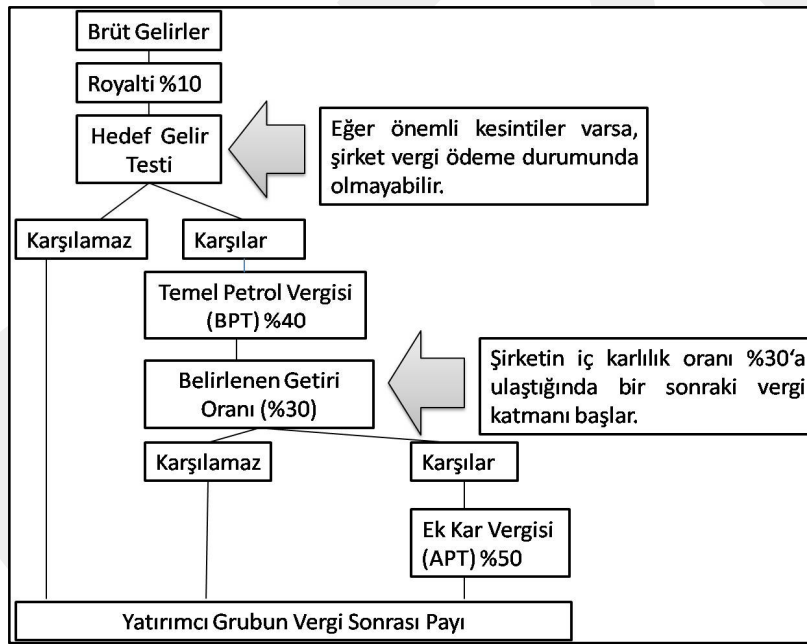 Brüt Gelirler
Royalti %10
Hedef Gelir
Testi
Eğer önemli kesintiler varsa,
şirket vergi ödeme durumunda
olmayabilir.
Karşılamaz
Karşılar
Temel Petrol Vergisi
(BPT) %40
Belirlenen Getiri
Oranı (%30)
Şirketin iç karlılık oranı %30‘a
ulaştığında bir sonraki vergi
katmanı başlar.
Karşılamaz
Karşılar
Ek Kar Vergisi
(APT) %50
Yatırımcı Grubun Vergi Sonrası Payı